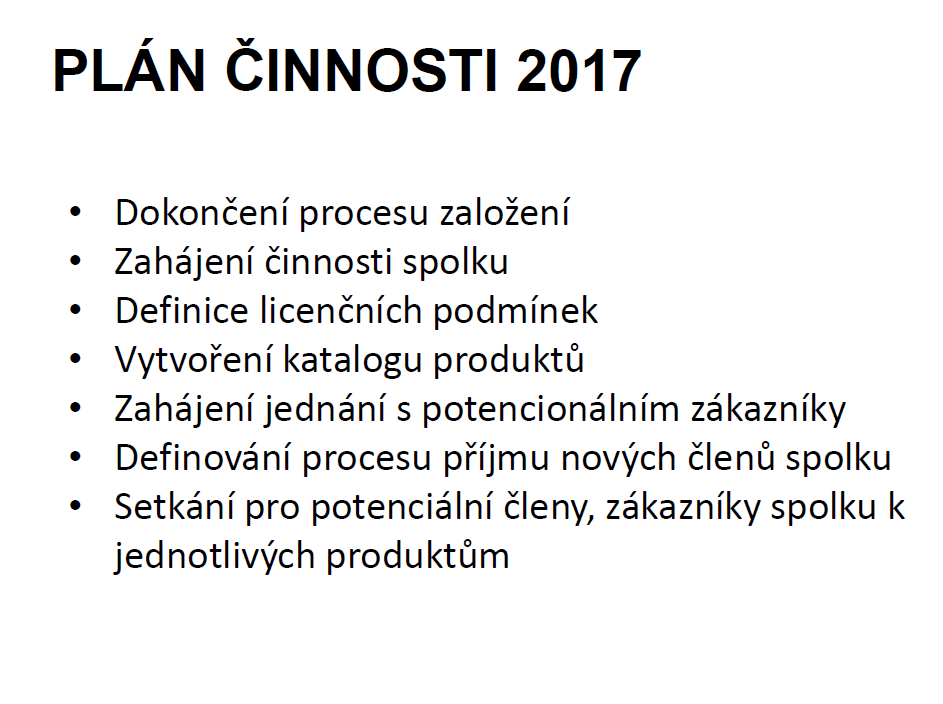 PLÁN ČINNOSTI 2017
• Dokončení procesu založení
• Zahájení činnosti spolku
• Definice licenčních podmínek
• Vytvoření katalogu produktů
• Zahájení jednání s potencionálním zákazníky
• Definování procesu příjmu nových členů spolku
• Setkání pro potenciální členy, zákazníky spolku k
jednotlivých produktům